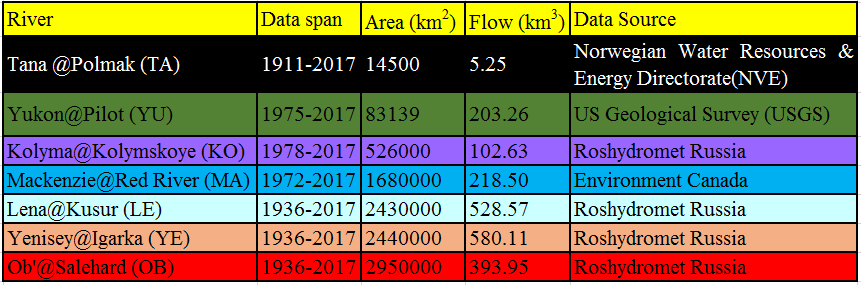 River Data span Area (km²) Flow (km³) Data Source
Tana @Polmak (TA) 1911-2017 14500 5.25 Norwegian Water Resources &
Energy Directorate(NVE)
Yukon@Pilot (YU) 1975-2017 83139 203.26 US Geological Survey (USGS)
Kolyma@Kolymskoye (KO) 1978-2017 526000 102.63 Roshydromet Russia
Mackenzie@Red River (MA) 1972-2017 1680000 218.50 Environment Canada
Lena@Kusur (LE) 1936-2017 2430000 528.57 Roshydromet Russia
Yenisey@Igarka (YE) 1936-2017 2440000 580.11 Roshydromet Russia
Ob'@Salehard (OB) 1936-2017 2950000 393.95 Roshydromet Russia